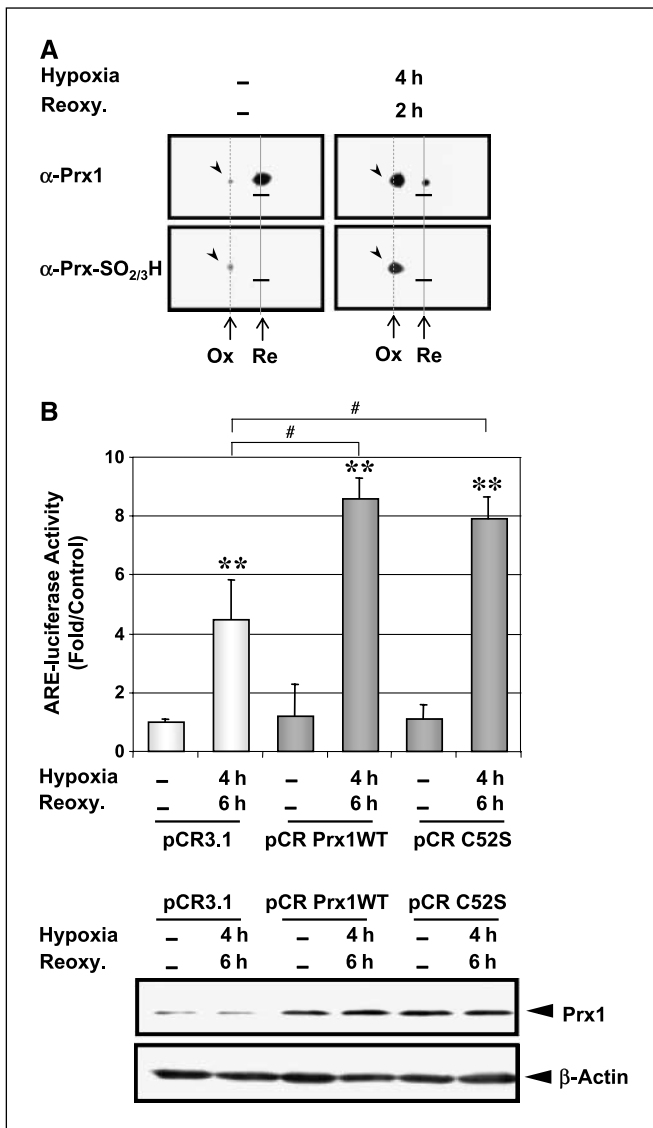 A
Hypoxia – 4 h
Reoxy. – 2 h
α-Prx1
α-Prx-SO2/3H
Ox Re Ox Re
B
# #
ARE-luciferase Activity
(Fold/Control)
10
8
6
4
2
0
** ** **
Hypoxia – 4 h – 4 h – 4 h
Reoxy. – 6 h – 6 h – 6 h
pCR3.1 pCR Prx1WT pCR C52S
pCR3.1 pCR Prx1WT pCR C52S
Hypoxia – 4 h – 4 h – 4 h
Reoxy. – 6 h – 6 h – 6 h
Prx1
β-Actin